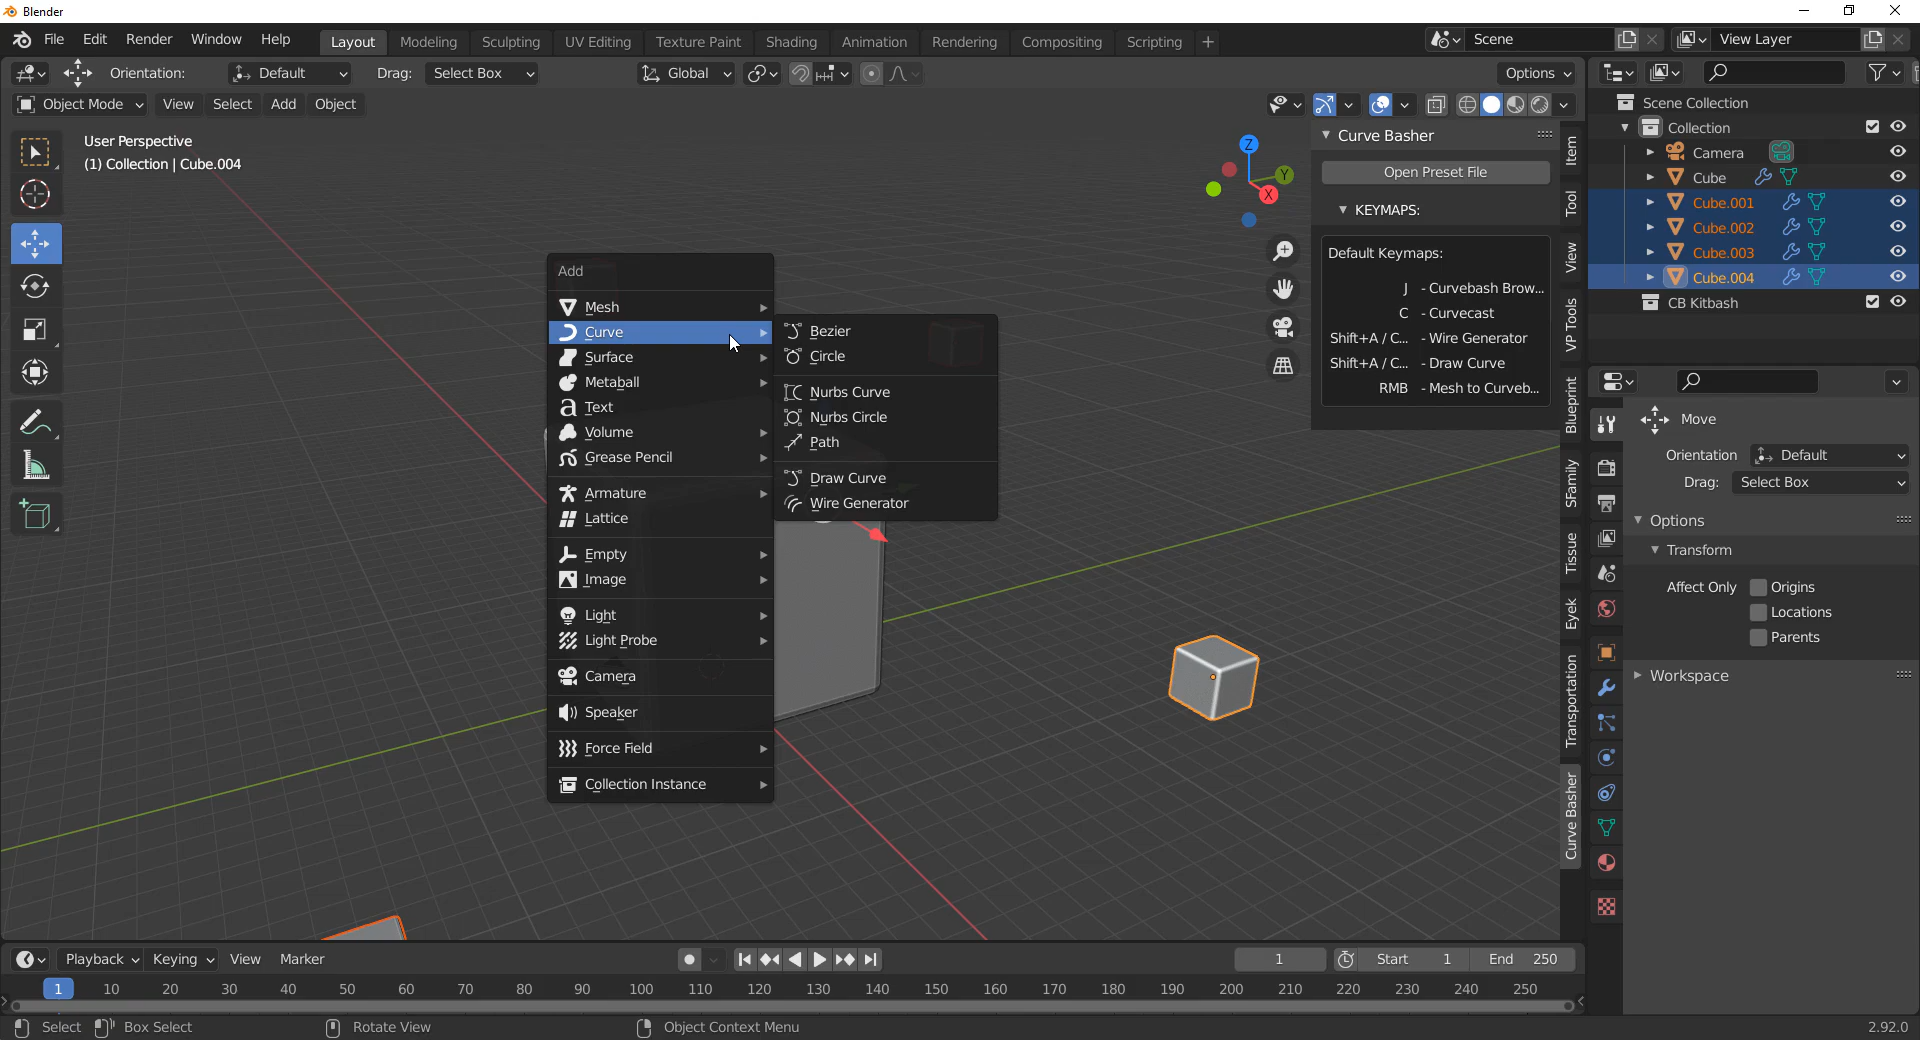 Blender
File Edit Render Window Help Layout Modeling Sculpting UV Editing Texture Paint Shading Animation Rendering Compositing Scripting + Scene View Layer
Orientation: Default Drag: Select Box Global Options
Object Mode View Select Add Object
User Perspective
(1) Collection | Cube.004
Z
Y
X
Add
Mesh
Curve
Surface
Metaball
Text
Volume
Grease Pencil
Armature
Lattice
Empty
Image
Light
Light Probe
Camera
Speaker
Force Field
Collection Instance
Bezier
Circle
Nurbs Curve
Nurbs Circle
Path
Draw Curve
Wire Generator
Curve Basher
Open Preset File
KEYMAPS:
Default Keymaps:
J - Curvebash Brow...
C - Curvecast
Shift+A / C... - Wire Generator
Shift+A / C... - Draw Curve
RMB - Mesh to Curveb...
Item
Tool
View
VP Tools
Blueprint
SFamily
Tissue
Eyek
Transportation
Curve Basher
Scene Collection
Collection
Camera
Cube
Cube.001
Cube.002
Cube.003
Cube.004
CB Kitbash
Move
Orientation Default
Drag: Select Box
Options
Transform
Affect Only Origins
Locations
Parents
Workspace
Playback Keying View Marker 1 Start 1 End 250
1 10 20 30 40 50 60 70 80 90 100 110 120 130 140 150 160 170 180 190 200 210 220 230 240 250
Select Box Select Rotate View Object Context Menu 2.92.0